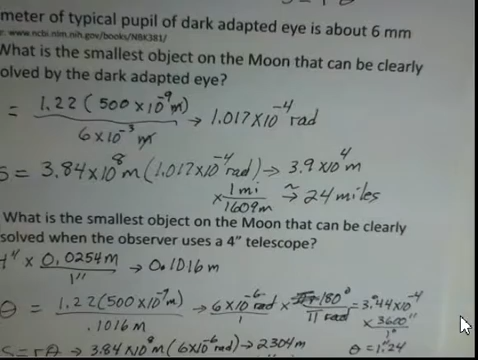 meter of typical pupil of dark adapted eye is about 6 mm
r: www.ncbi.nlm.nih.gov/books/NBK381/
What is the smallest object on the Moon that can be clearly
olved by the dark adapted eye?
= 1.22 (500 x 10⁻⁹ m) / 6 x 10⁻³ m → 1.017 x 10⁻⁴ rad
S = 3.84 x 10⁸ m (1.017 x 10⁻⁴ rad) → 3.9 x 10⁴ m
x 1 mi / 1609 m ≈→ 24 miles
What is the smallest object on the Moon that can be clearly
solved when the observer uses a 4" telescope?
4" x 0.0254 m / 1" → 0.1016 m
θ = 1.22 (500 x 10⁻⁹ m) / .1016 m → 6 x 10⁻⁶ rad / 1 x 180° / π rad = 3.44 x 10⁻⁴
x 3600" / 1°
θ = 1.24
S = rθ → 3.84 x 10⁸ m (6 x 10⁻⁶ rad) → 2304 m